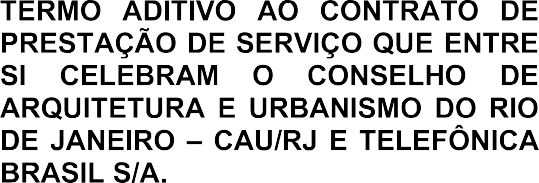 TERMO ADITIVO AO CONTRATO DE
PRESTAÇÃO DE SERVIÇO QUE ENTRE
SI CELEBRAM O CONSELHO DE
ARQUITETURA E URBANISMO DO RIO
DE JANEIRO – CAU/RJ E TELEFÔNICA
BRASIL S/A.